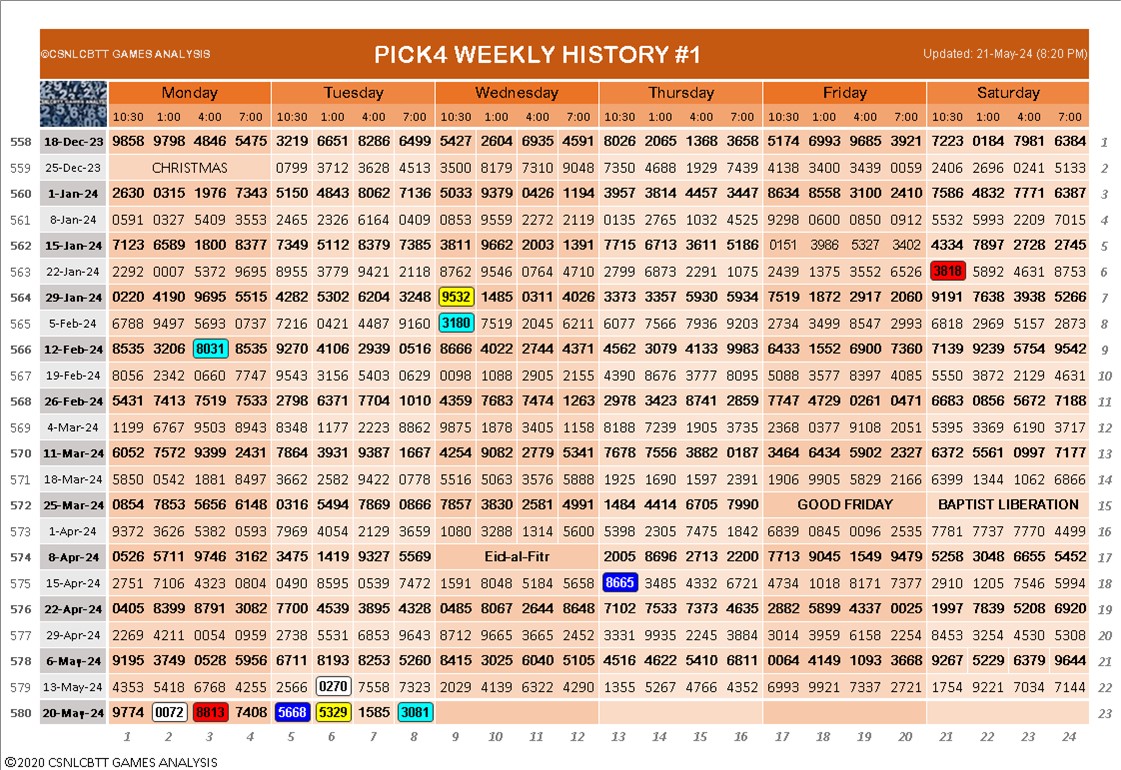 ©CSNLCBTT GAMES ANALYSIS PICK4 WEEKLY HISTORY #1 Updated: 21-May-24 (8:20 PM)
Monday Tuesday Wednesday Thursday Friday Saturday
10:30 1:00 4:00 7:00 10:30 1:00 4:00 7:00 10:30 1:00 4:00 7:00 10:30 1:00 4:00 7:00 10:30 1:00 4:00 7:00 10:30 1:00 4:00 7:00
558 18-Dec-23 9858 9798 4846 5475 3219 6651 8286 6499 5427 2604 6935 4591 8026 2065 1368 3658 5174 6993 9685 3921 7223 0184 7981 6384 1
559 25-Dec-23 CHRISTMAS 0799 3712 3628 4513 3500 8179 7310 9048 7350 4688 1929 7439 4138 3400 3439 0059 2406 2696 0241 5133 2
560 1-Jan-24 2630 0315 1976 7343 5150 4843 8062 7136 5033 9379 0426 1194 3957 3814 4457 3447 8634 8558 3100 2410 7586 4832 7771 6387 3
561 8-Jan-24 0591 0327 5409 3553 2465 2326 6164 0409 0853 9559 2272 2119 0135 2765 1032 4525 9298 0600 0850 0912 5532 5993 2209 7015 4
562 15-Jan-24 7123 6589 1800 8377 7349 5112 8379 7385 3811 9662 2003 1391 7715 6713 3611 5186 0151 3986 5327 3402 4334 7897 2728 2745 5
563 22-Jan-24 2292 0007 5372 9695 8955 3779 9421 2118 8762 9546 0764 4710 2799 6873 2291 1075 2439 1375 3552 6526 3818 5892 4631 8753 6
564 29-Jan-24 0220 4190 9695 5515 4282 5302 6204 3248 9532 1485 0311 4026 3373 3357 5930 5934 7519 1872 2917 2060 9191 7638 3938 5266 7
565 5-Feb-24 6788 9497 5693 0737 7216 0421 4487 9160 3180 7519 2045 6211 6077 7566 7936 9203 2734 3499 8547 2993 6818 2969 5157 2873 8
566 12-Feb-24 8535 3206 8031 8535 9270 4106 2939 0516 8666 4022 2744 4371 4562 3079 4133 9983 6433 1552 6900 7360 7139 9239 5754 9542 9
567 19-Feb-24 8056 2342 0660 7747 9543 3156 5403 0629 0098 1088 2905 2155 4390 8676 3777 8095 5088 3577 8397 4085 5550 3872 2129 4631 10
568 26-Feb-24 5431 7413 7519 7533 2798 6371 7704 1010 4359 7683 7474 1263 2978 3423 8741 2859 7747 4729 0261 0471 6683 0856 5672 7188 11
569 4-Mar-24 1199 6767 9503 8943 8348 1177 2223 8862 9875 1878 3405 1158 8188 7239 1905 3735 2368 0377 9108 2051 5395 3369 6190 3717 12
570 11-Mar-24 6052 7572 9399 2431 7864 3931 9387 1667 4254 9082 2779 5341 7678 7556 3882 0187 3464 6434 5902 2327 6372 5561 0997 7177 13
571 18-Mar-24 5850 0542 1881 8497 3662 2582 9422 0778 5516 5063 3576 5888 1925 1690 1597 2391 1906 9905 5829 2166 6399 1344 1062 6866 14
572 25-Mar-24 0854 7853 5656 6148 0316 5494 7869 0866 7857 3830 2581 4991 1484 4414 6705 7990 GOOD FRIDAY BAPTIST LIBERATION 15
573 1-Apr-24 9372 3626 5382 0593 7969 4054 2129 3659 1080 3288 1314 5600 5398 2305 7475 1842 6839 0845 0096 2535 7781 7737 7770 4499 16
574 8-Apr-24 0526 5711 9746 3162 3475 1419 9327 5569 Eid-al-Fitr 2005 8696 2713 2200 7713 9045 1549 9479 5258 3048 6655 5452 17
575 15-Apr-24 2751 7106 4323 0804 0490 8595 0539 7472 1591 8048 5184 5658 8665 3485 4332 6721 4734 1018 8171 7377 2910 1205 7546 5994 18
576 22-Apr-24 0405 8399 8791 3082 7700 4539 3895 4328 0485 8067 2644 8648 7102 7533 7373 4635 2882 5899 4337 0025 1997 7839 5208 6920 19
577 29-Apr-24 2269 4211 0054 0959 2738 5531 6853 9643 8712 9665 3665 2452 3331 9935 2245 3884 3014 3959 6158 2254 8453 3254 4530 5308 20
578 6-May-24 9195 3749 0528 5956 6711 8193 8253 5260 8415 3025 6040 5105 4516 4622 5410 6811 0064 4149 1093 3668 9267 5229 6379 9644 21
579 13-May-24 4353 5418 6768 4255 2566 0270 7558 7323 2029 4139 6322 4290 1355 5267 4766 4352 6993 9921 7337 2721 1754 9221 7034 7144 22
580 20-May-24 9774 0072 8813 7408 5668 5329 1585 3081 23
1 2 3 4 5 6 7 8 9 10 11 12 13 14 15 16 17 18 19 20 21 22 23 24
©2020 CSNLCBTT GAMES ANALYSIS